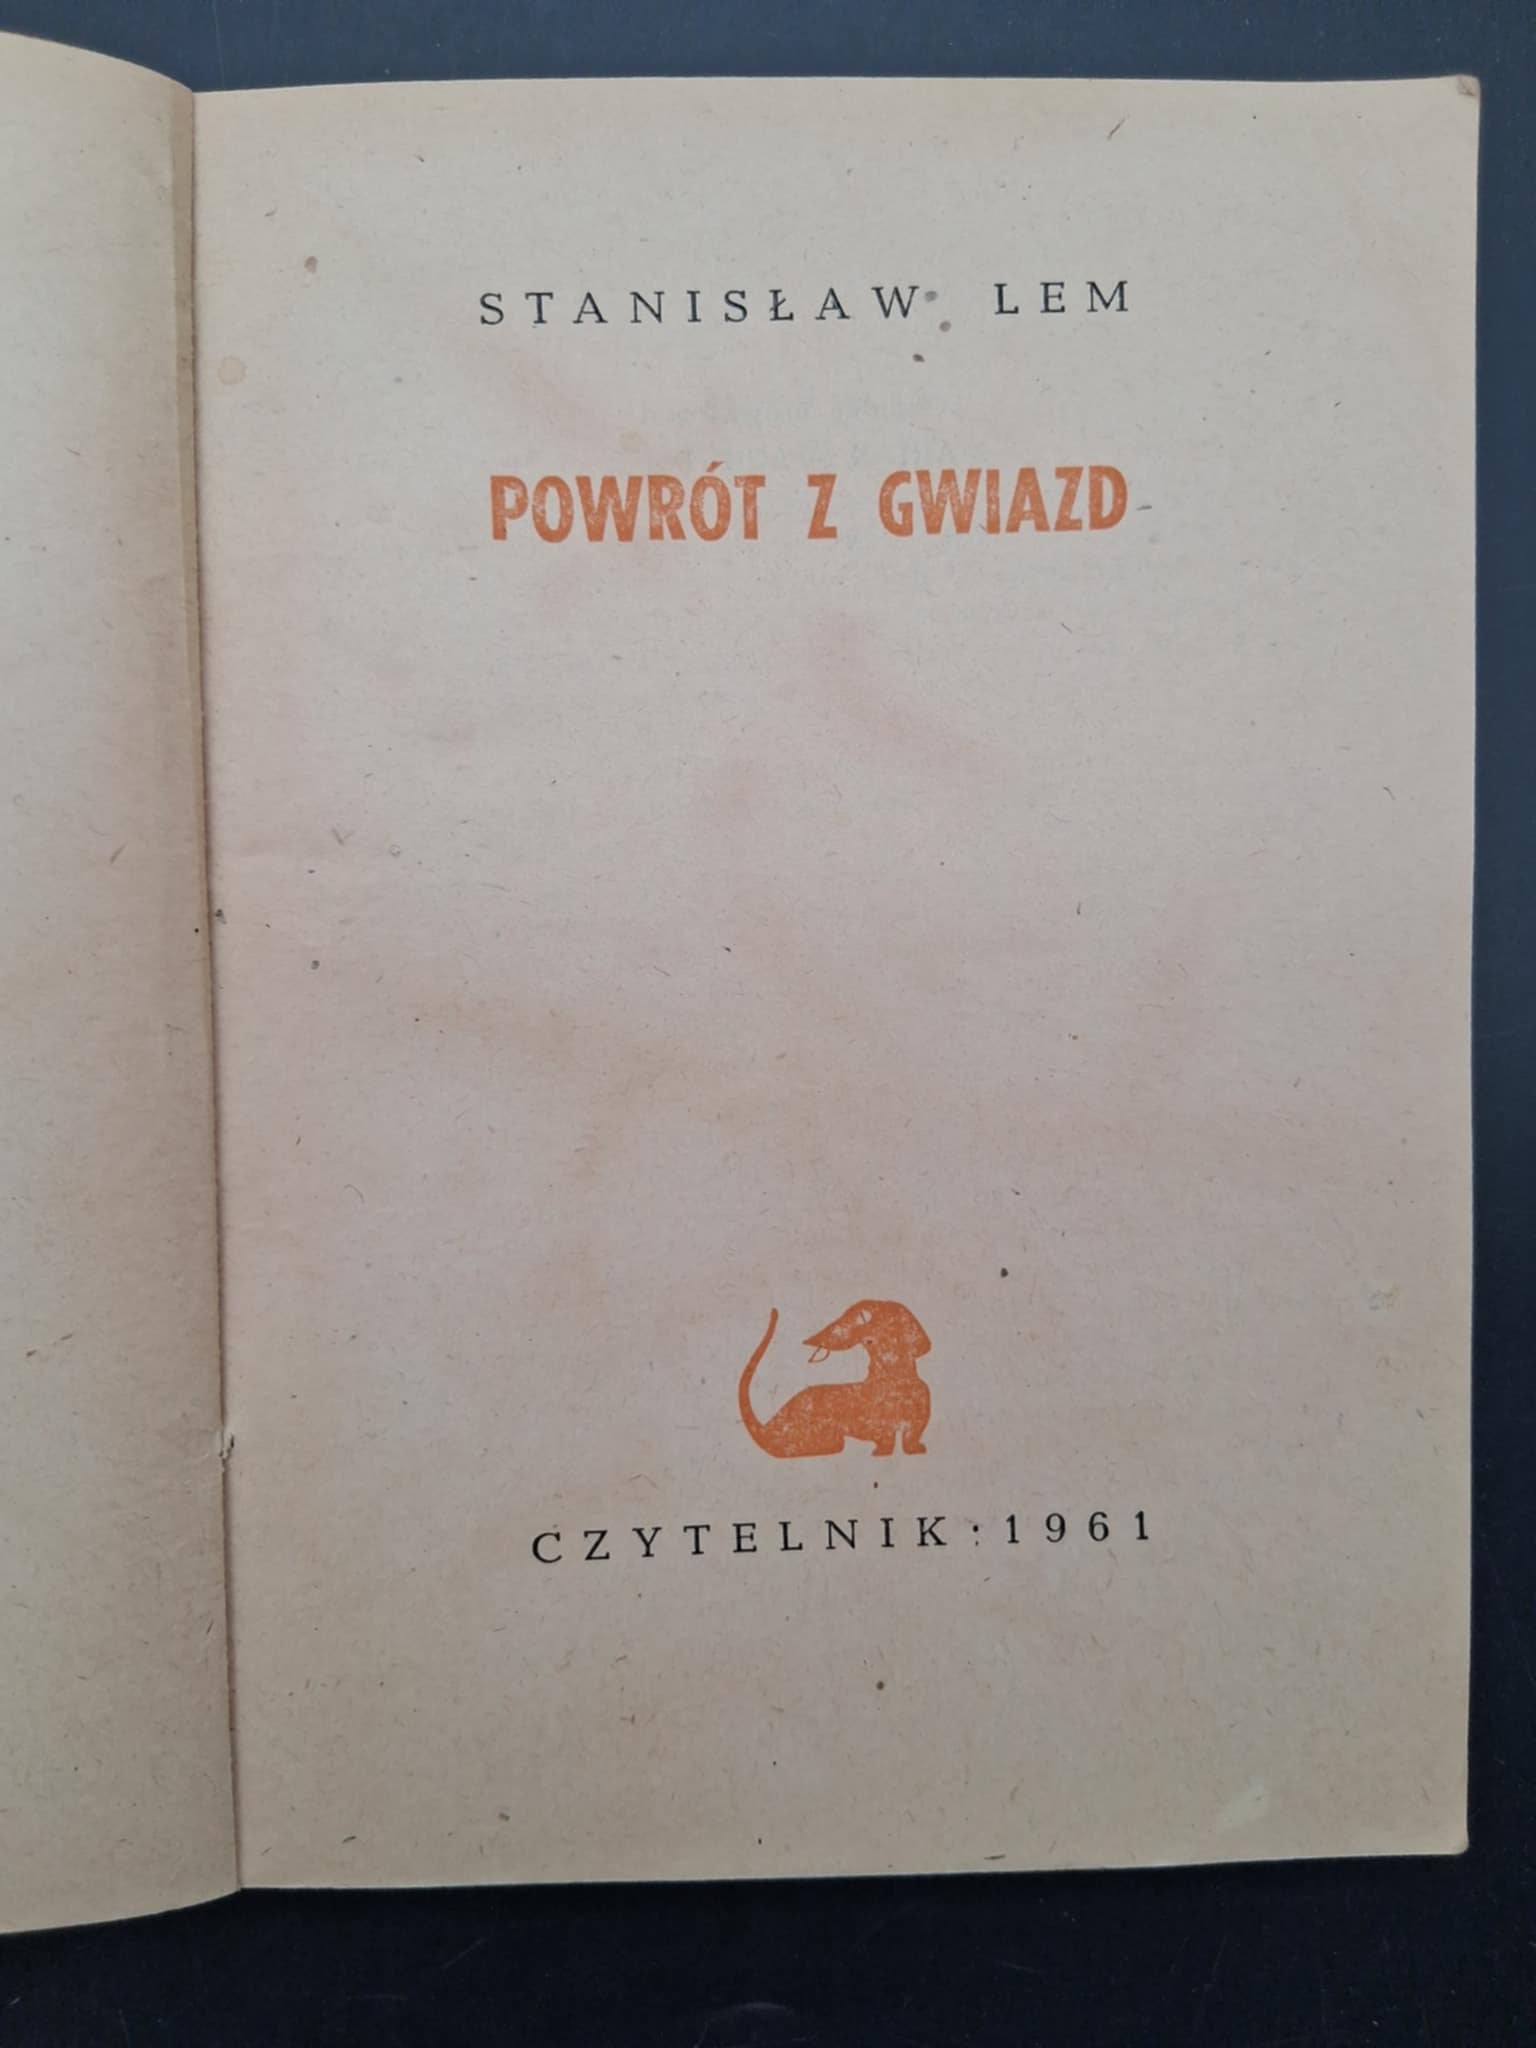 STANISŁAW LEM
POWRÓT Z GWIAZD
CZYTELNIK · 1961